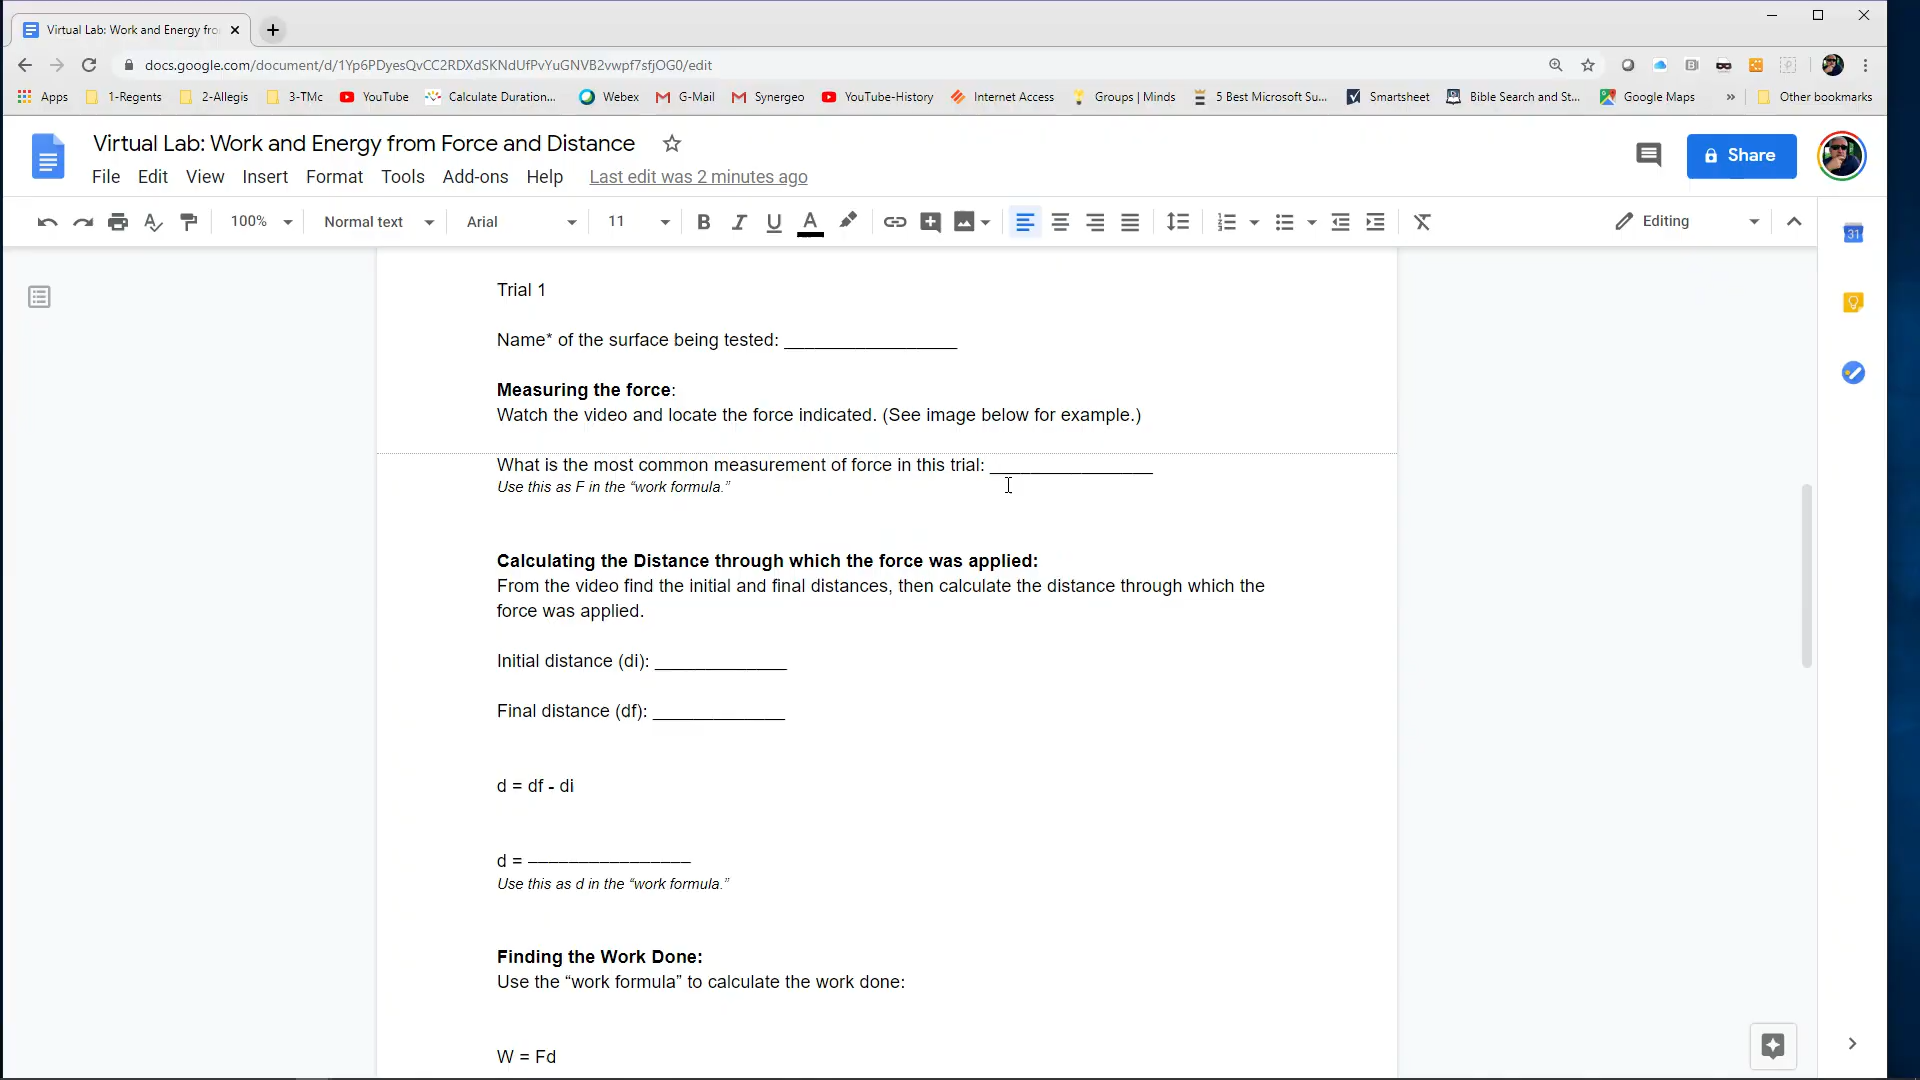 Virtual Lab: Work and Energy fro
docs.google.com/document/d/1Yp6PDyesQvCC2RDXdSKNdUfPvYuGNVB2vwpf7sfjOG0/edit
Apps 1-Regents 2-Allegis 3-TMc YouTube Calculate Duration... Webex G-Mail Synergeo YouTube-History Internet Access Groups | Minds 5 Best Microsoft Su... Smartsheet Bible Search and St... Google Maps » Other bookmarks
Virtual Lab: Work and Energy from Force and Distance
Share
File Edit View Insert Format Tools Add-ons Help Last edit was 2 minutes ago
100% Normal text Arial 11 B I U A Editing
31
Trial 1
Name* of the surface being tested: _________________
Measuring the force:
Watch the video and locate the force indicated. (See image below for example.)
What is the most common measurement of force in this trial: ________________
Use this as F in the “work formula.”
Calculating the Distance through which the force was applied:
From the video find the initial and final distances, then calculate the distance through which the
force was applied.
Initial distance (di): _____________
Final distance (df): _____________
d = df - di
d = ________________
Use this as d in the “work formula.”
Finding the Work Done:
Use the “work formula” to calculate the work done:
W = Fd